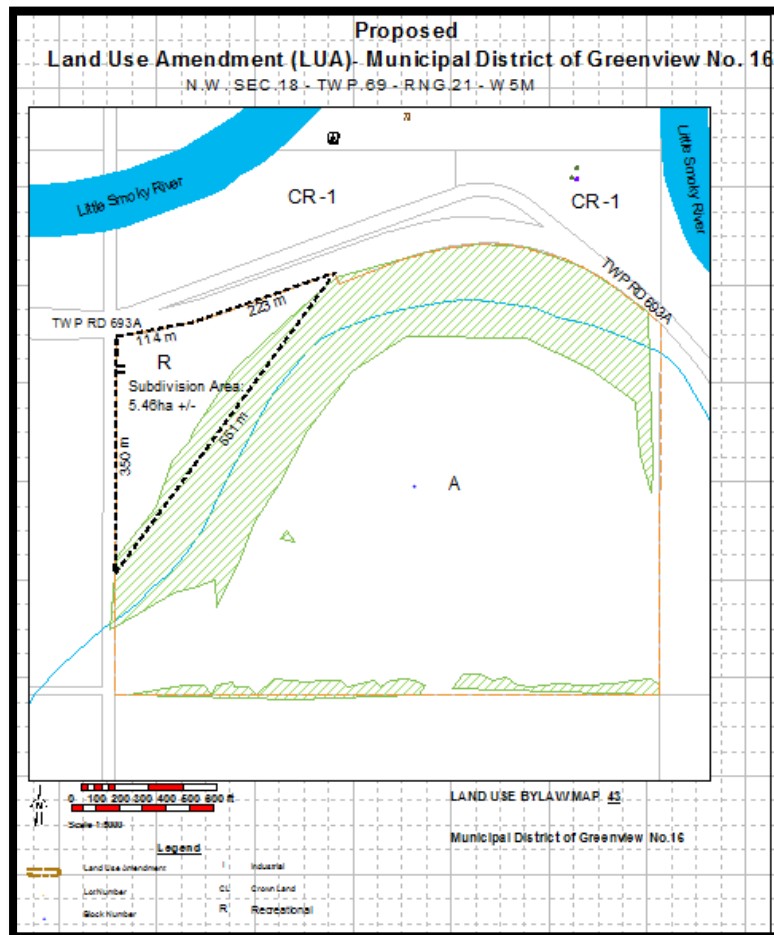 Proposed
Land Use Amendment (LUA)- Municipal District of Greenview No. 16
N.W. SEC.18 - TWP.69 - RNG.21 - W5M
Little Smoky River
Little Smoky River
CR-1
CR-1
TWP RD 693A
TWP RD 693A
223 m
114 m
R
Subdivision Area:
5.46ha +/-
551 m
350 m
A
N
0 100 200 300 400 500 600 ft
Scale 1:5000
LAND USE BYLAW MAP 43
Municipal District of Greenview No.16
Legend
Land Use Amendment
I Industrial
Lot Number
CL Crown Land
Block Number
R Recreational